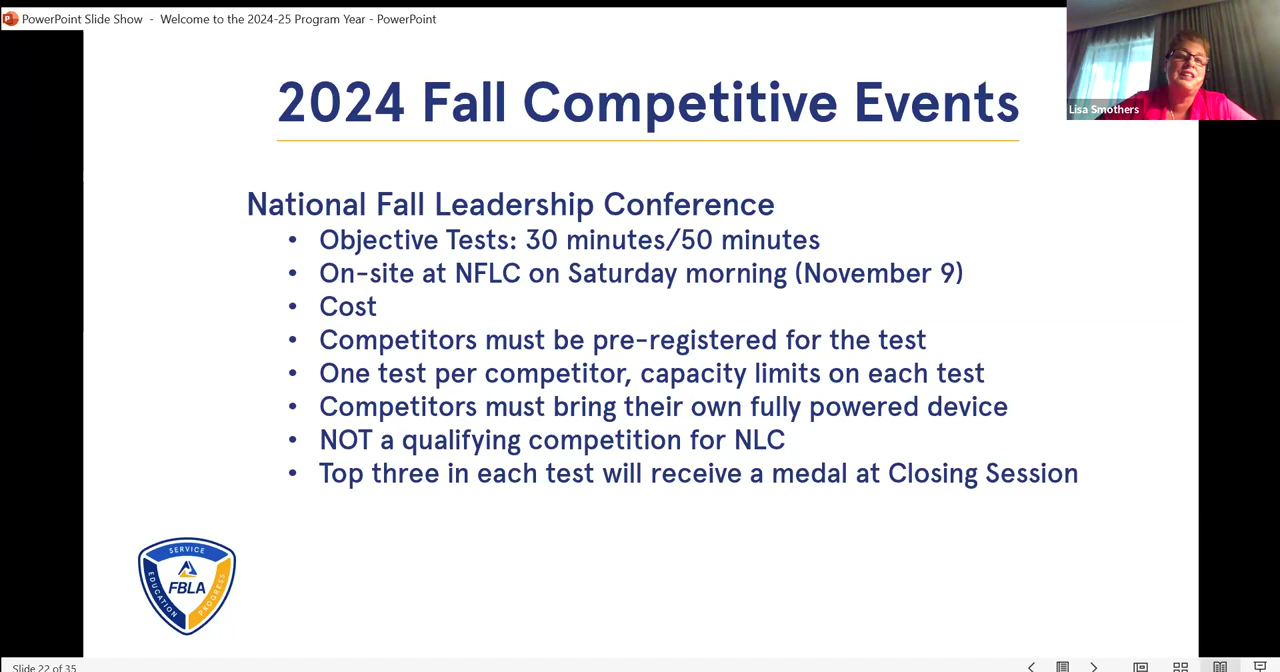 PowerPoint Slide Show - Welcome to the 2024-25 Program Year - PowerPoint
Lisa Smothers
2024 Fall Competitive Events
National Fall Leadership Conference
• Objective Tests: 30 minutes/50 minutes
• On-site at NFLC on Saturday morning (November 9)
• Cost
• Competitors must be pre-registered for the test
• One test per competitor, capacity limits on each test
• Competitors must bring their own fully powered device
• NOT a qualifying competition for NLC
• Top three in each test will receive a medal at Closing Session
SERVICE
EDUCATION
FBLA
PROGRESS
Slide 22 of 35